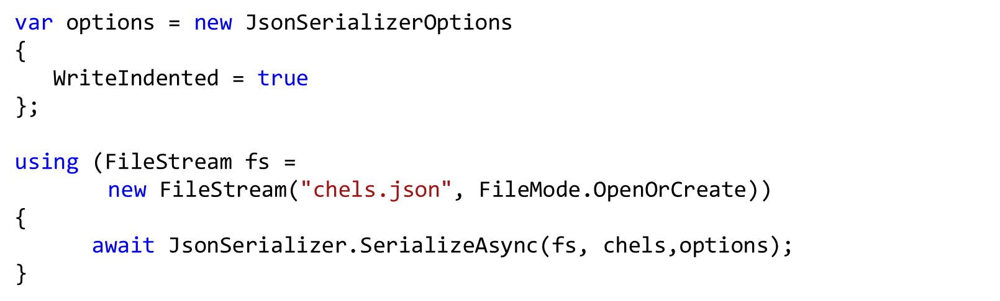 var options = new JsonSerializerOptions
{
   WriteIndented = true
};

using (FileStream fs =
       new FileStream("chels.json", FileMode.OpenOrCreate))
{
      await JsonSerializer.SerializeAsync(fs, chels,options);
}